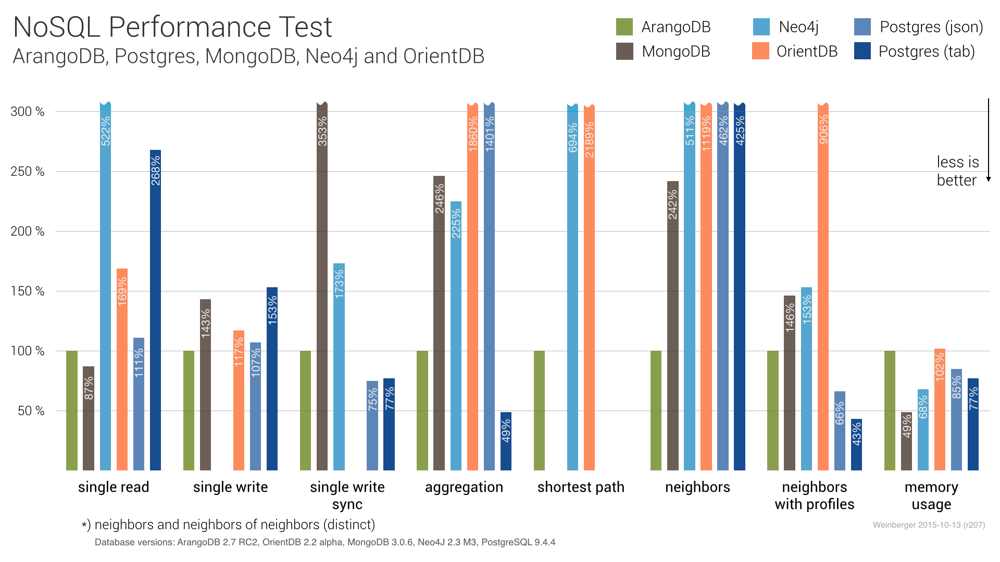 NoSQL Performance Test
ArangoDB, Postgres, MongoDB, Neo4j and OrientDB
ArangoDB
Neo4j
Postgres (json)
MongoDB
OrientDB
Postgres (tab)
300 %
250 %
200 %
150 %
100 %
50 %
less is
better
87%
522%
169%
111%
268%
143%
117%
107%
153%
353%
173%
75%
77%
246%
225%
1860%
1401%
49%
694%
2189%
242%
511%
1119%
462%
425%
146%
153%
906%
66%
43%
49%
68%
102%
85%
77%
single read
single write
single write
sync
aggregation
shortest path
neighbors
neighbors
with profiles
memory
usage
*) neighbors and neighbors of neighbors (distinct)
Weinberger 2015-10-13 (r207)
Database versions: ArangoDB 2.7 RC2, OrientDB 2.2 alpha, MongoDB 3.0.6, Neo4J 2.3 M3, PostgreSQL 9.4.4